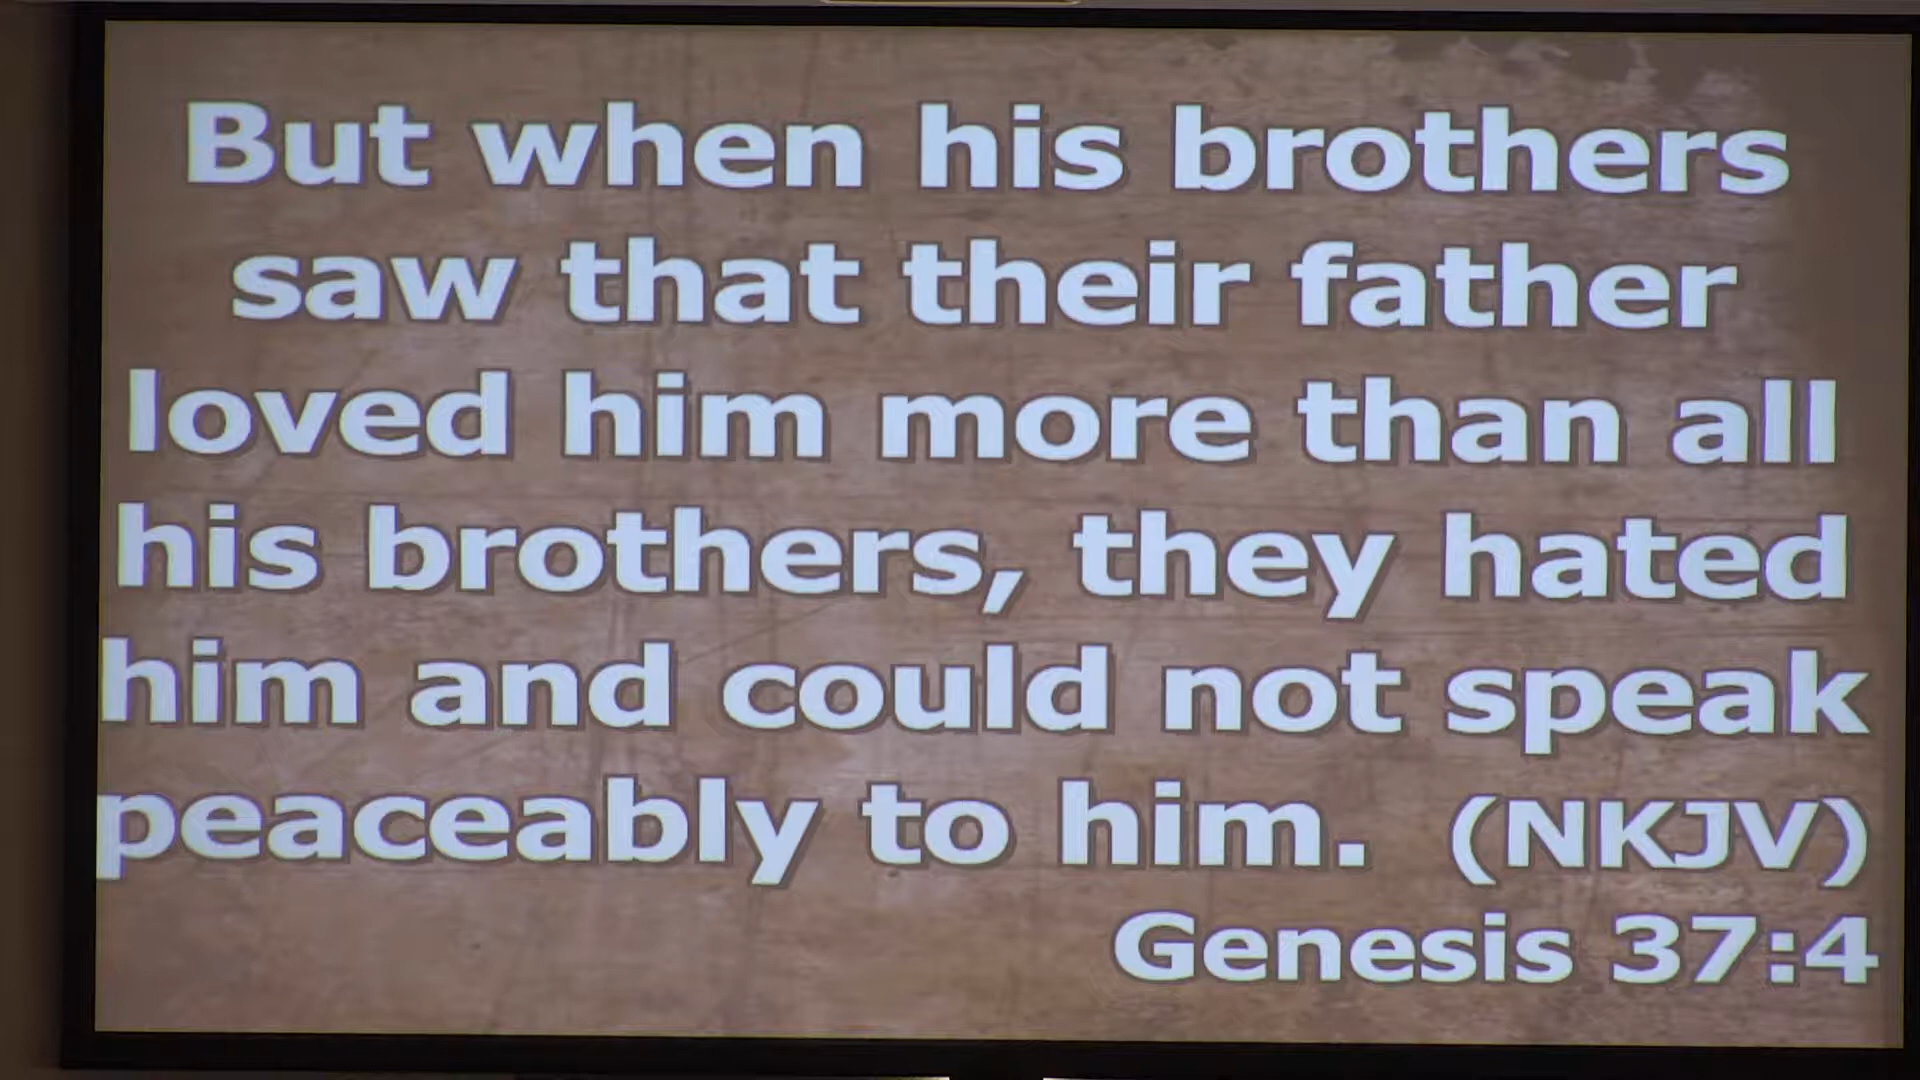 But when his brothers
saw that their father
loved him more than all
his brothers, they hated
him and could not speak
peaceably to him. (NKJV)
Genesis 37:4